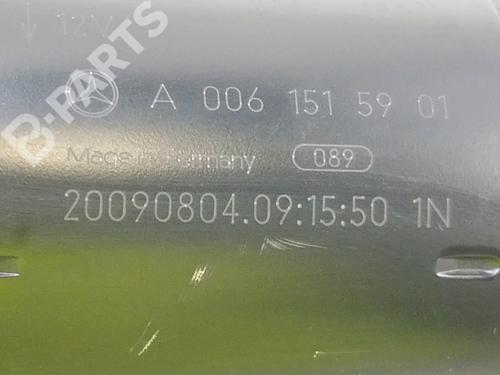 ↓ 12V
B-PARTS
A 006 151 59 01
Made in Germany 089
20090804.09:15:50 1N